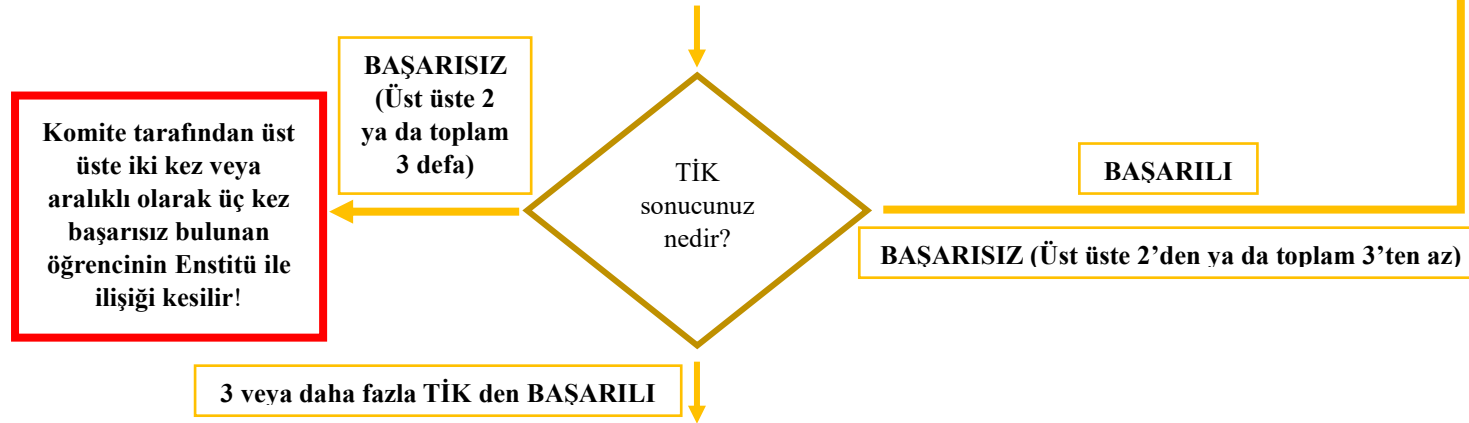 BAŞARISIZ
(Üst üste 2
ya da toplam
3 defa)
Komite tarafından üst
üste iki kez veya
aralıklı olarak üç kez
başarısız bulunan
öğrencinin Enstitü ile
ilişiği kesilir!
TİK
sonucunuz
nedir?
BAŞARILI
BAŞARISIZ (Üst üste 2’den ya da toplam 3’ten az)
3 veya daha fazla TİK den BAŞARILI